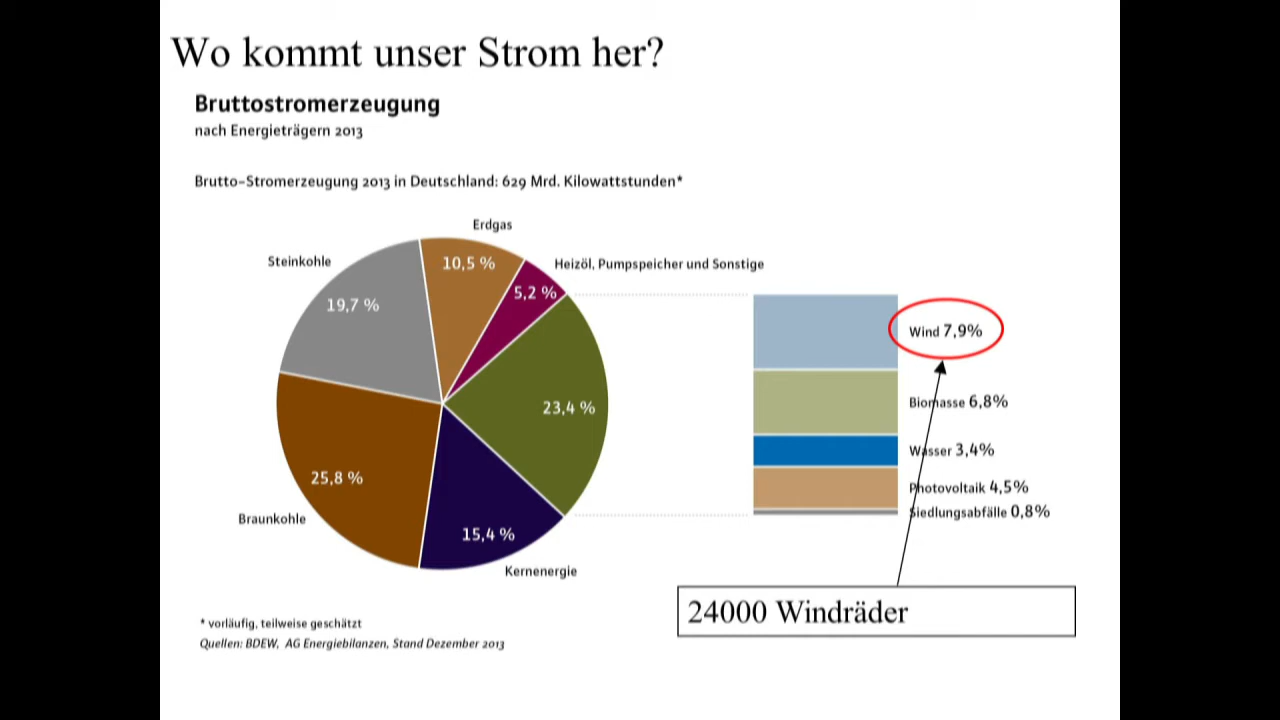 Wo kommt unser Strom her?
Bruttostromerzeugung
nach Energieträgern 2013
Brutto-Stromerzeugung 2013 in Deutschland: 629 Mrd. Kilowattstunden*
Erdgas
10,5 %
Steinkohle
19,7 %
Heizöl, Pumpspeicher und Sonstige
5,2 %
23,4 %
25,8 %
Braunkohle
15,4 %
Kernenergie
Wind 7,9%
Biomasse 6,8%
Wasser 3,4%
Photovoltaik 4,5%
Siedlungsabfälle 0,8%
24000 Windräder
* vorläufig, teilweise geschätzt
Quellen: BDEW, AG Energiebilanzen, Stand Dezember 2013